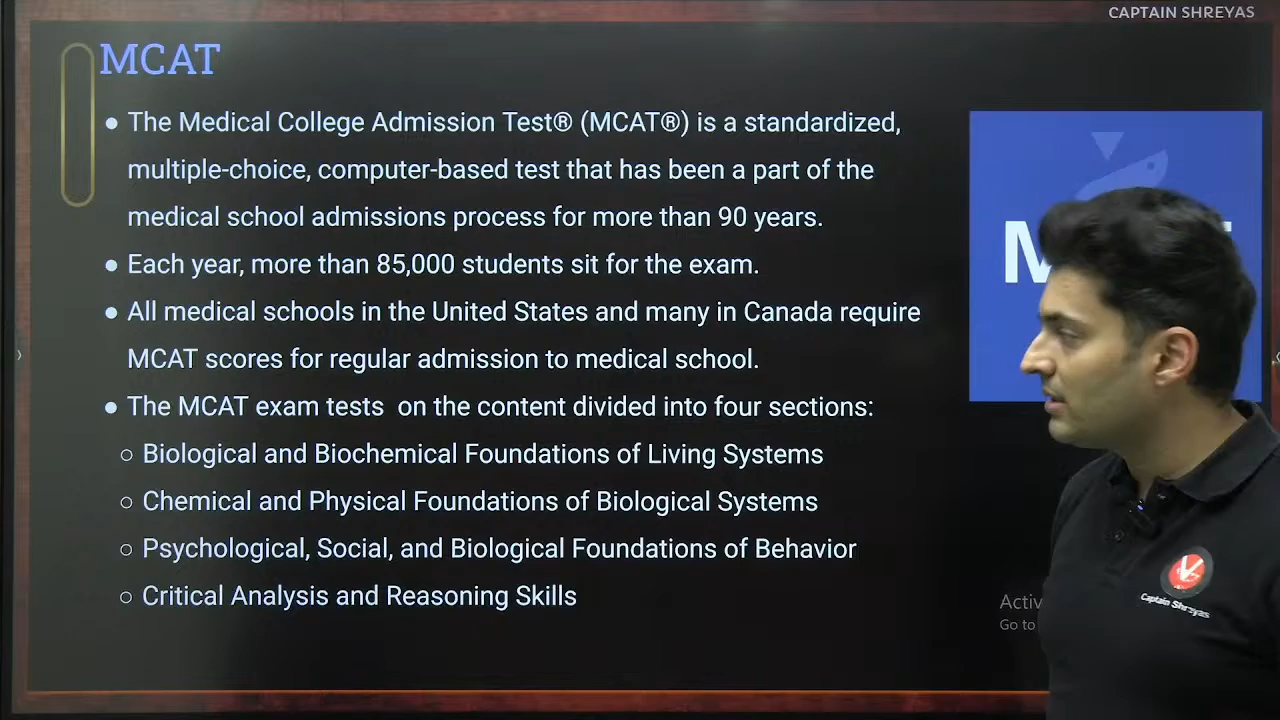 CAPTAIN SHREYAS
MCAT
● The Medical College Admission Test® (MCAT®) is a standardized,
multiple-choice, computer-based test that has been a part of the
medical school admissions process for more than 90 years.
● Each year, more than 85,000 students sit for the exam.
● All medical schools in the United States and many in Canada require
MCAT scores for regular admission to medical school.
● The MCAT exam tests on the content divided into four sections:
○ Biological and Biochemical Foundations of Living Systems
○ Chemical and Physical Foundations of Biological Systems
○ Psychological, Social, and Biological Foundations of Behavior
○ Critical Analysis and Reasoning Skills
M
Activ
Go to
Captain Shreyas